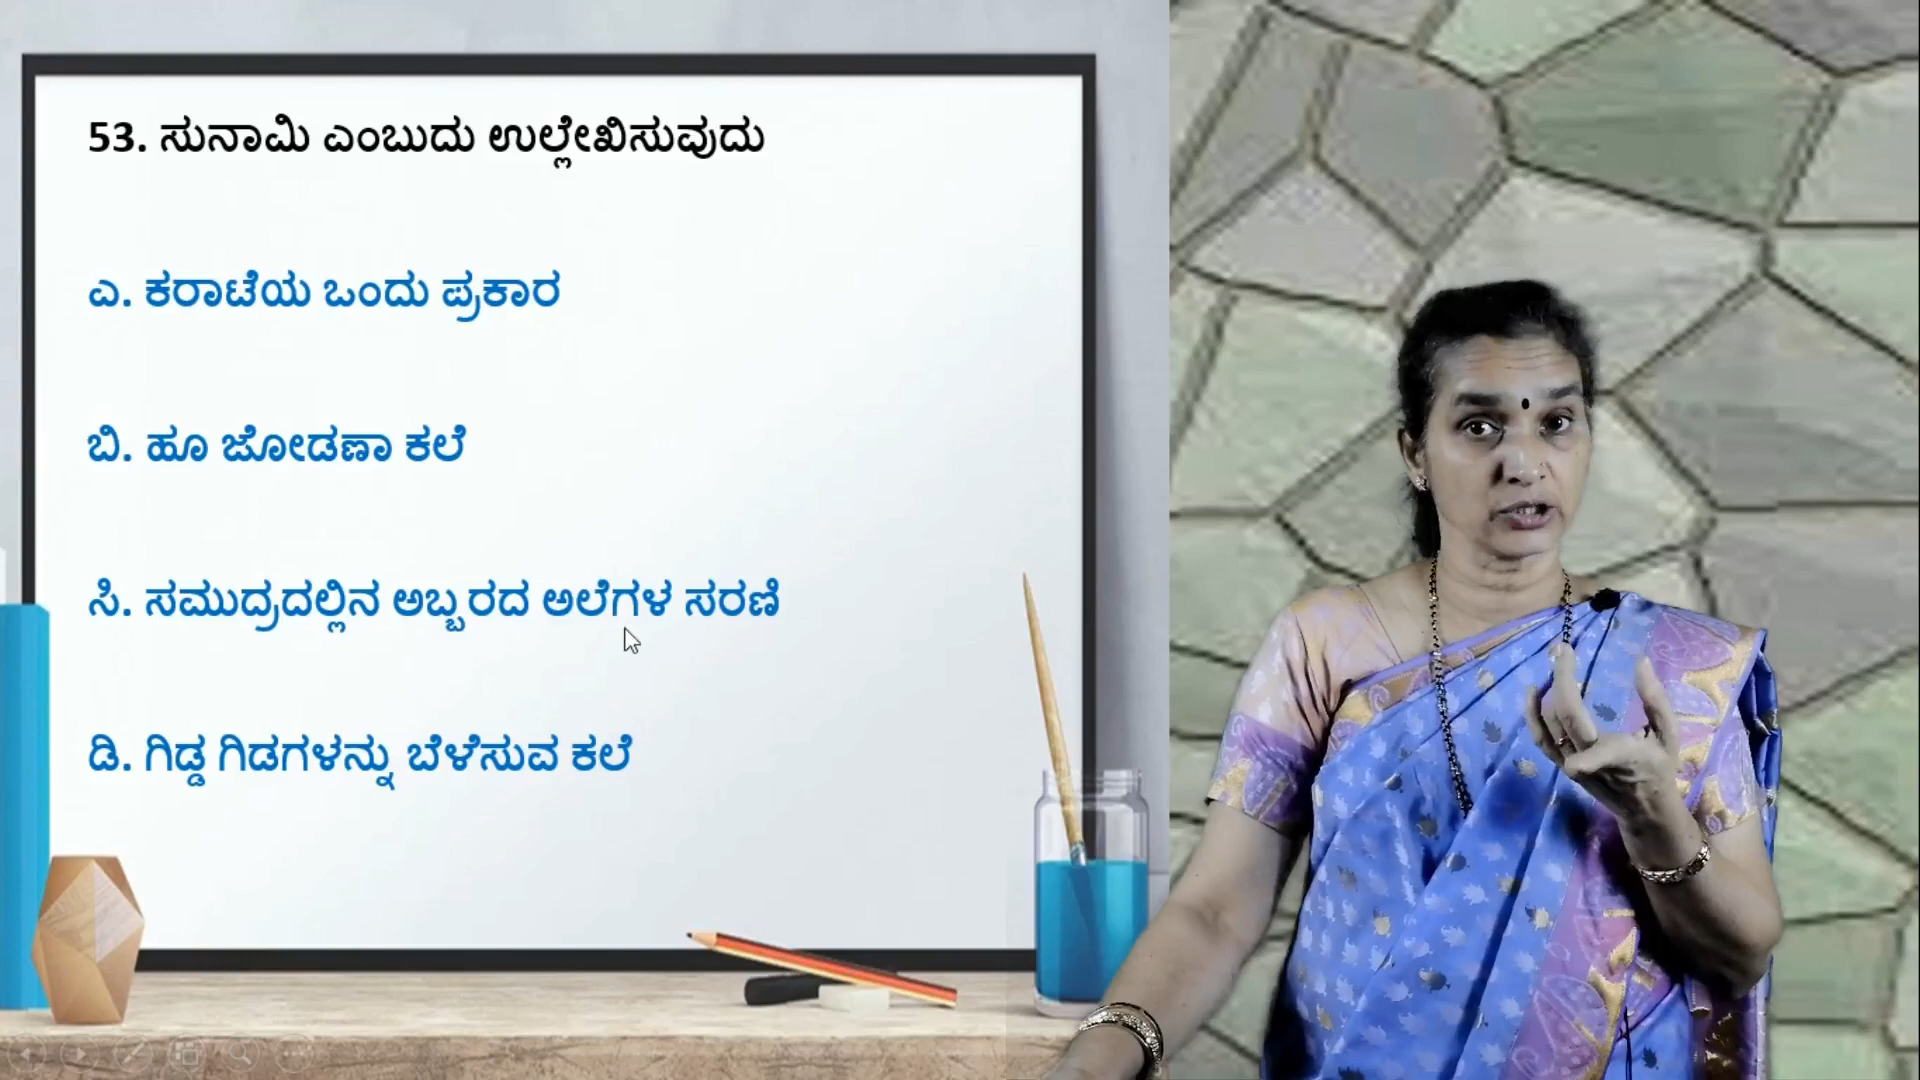 53. ಸುನಾಮಿ ಎಂಬುದು ಉಲ್ಲೇಖಿಸುವುದು
ಎ. ಕರಾಟೆಯ ಒಂದು ಪ್ರಕಾರ
ಬಿ. ಹೂ ಜೋಡಣಾ ಕಲೆ
ಸಿ. ಸಮುದ್ರದಲ್ಲಿನ ಅಬ್ಬರದ ಅಲೆಗಳ ಸರಣಿ
ಡಿ. ಗಿಡ್ಡ ಗಿಡಗಳನ್ನು ಬೆಳೆಸುವ ಕಲೆ